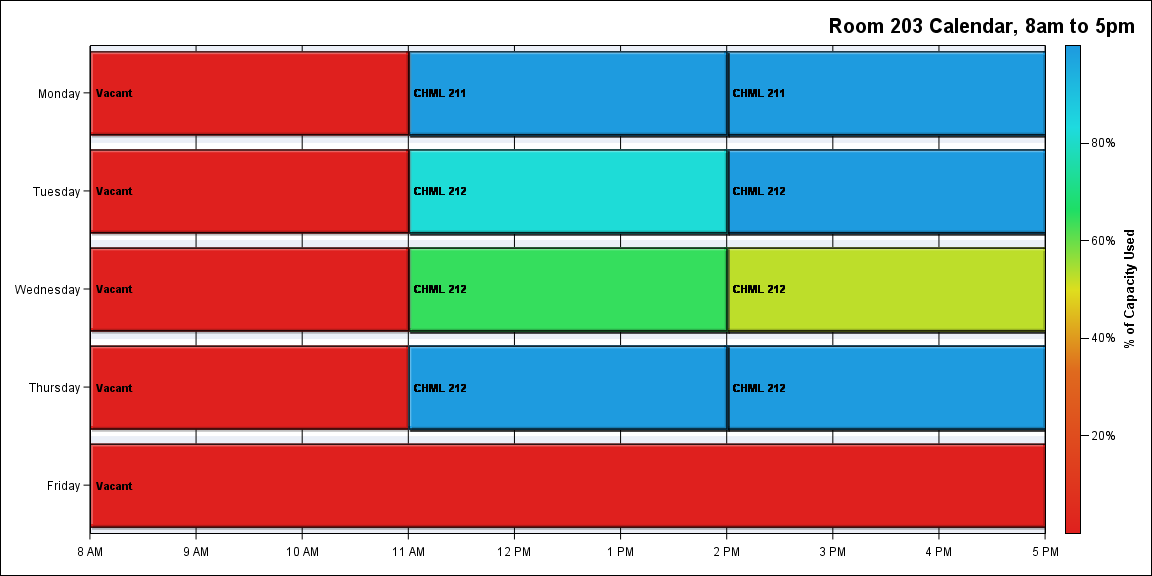 Room 203 Calendar, 8am to 5pm
Monday
Vacant
CHML 211
CHML 211
Tuesday
Vacant
CHML 212
CHML 212
Wednesday
Vacant
CHML 212
CHML 212
Thursday
Vacant
CHML 212
CHML 212
Friday
Vacant
8 AM
9 AM
10 AM
11 AM
12 PM
1 PM
2 PM
3 PM
4 PM
5 PM
80%
60%
40%
20%
% of Capacity Used